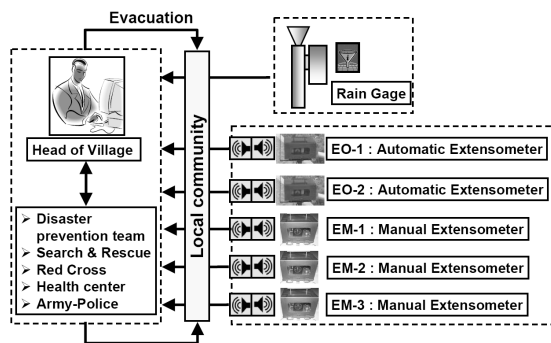 Evacuation
Local community
Head of Village
➢ Disaster
prevention team
➢ Search & Rescue
➢ Red Cross
➢ Health center
➢ Army-Police
Rain Gage
EO-1 : Automatic Extensometer
EO-2 : Automatic Extensometer
EM-1 : Manual Extensometer
EM-2 : Manual Extensometer
EM-3 : Manual Extensometer